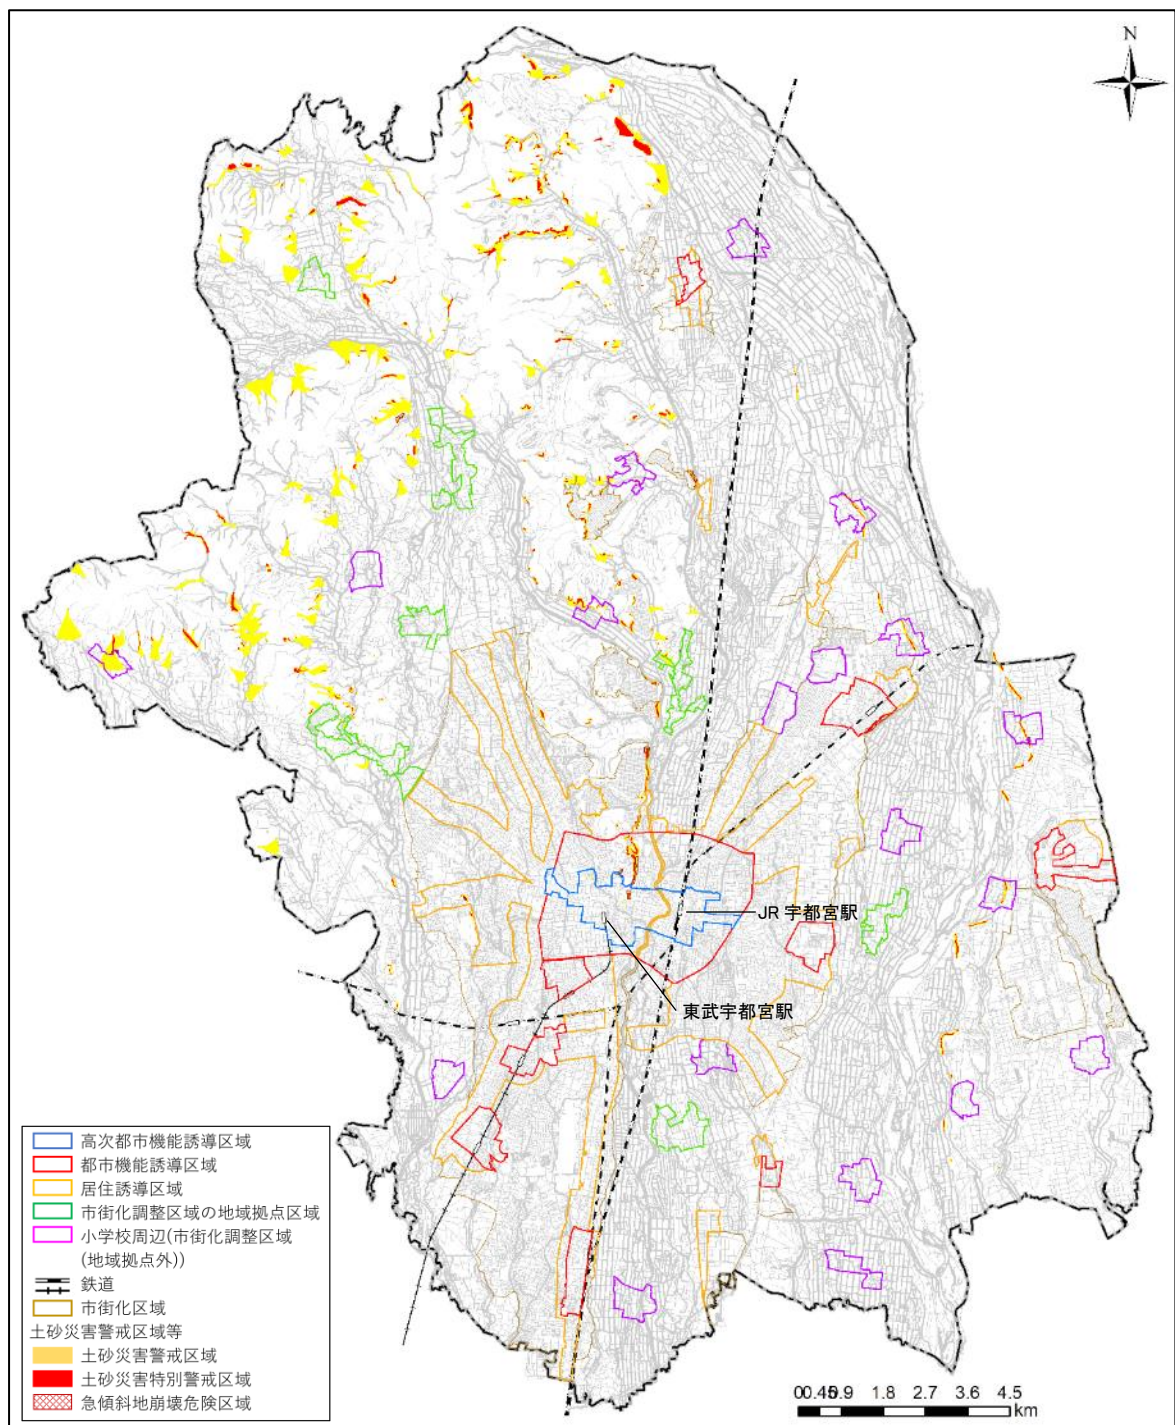 N
JR 宇都宮駅
東武宇都宮駅
高次都市機能誘導区域
都市機能誘導区域
居住誘導区域
市街化調整区域の地域拠点区域
小学校周辺(市街化調整区域
(地域拠点外))
鉄道
市街化区域
土砂災害警戒区域等
土砂災害警戒区域
土砂災害特別警戒区域
急傾斜地崩壊危険区域
00.450.9 1.8 2.7 3.6 4.5
km